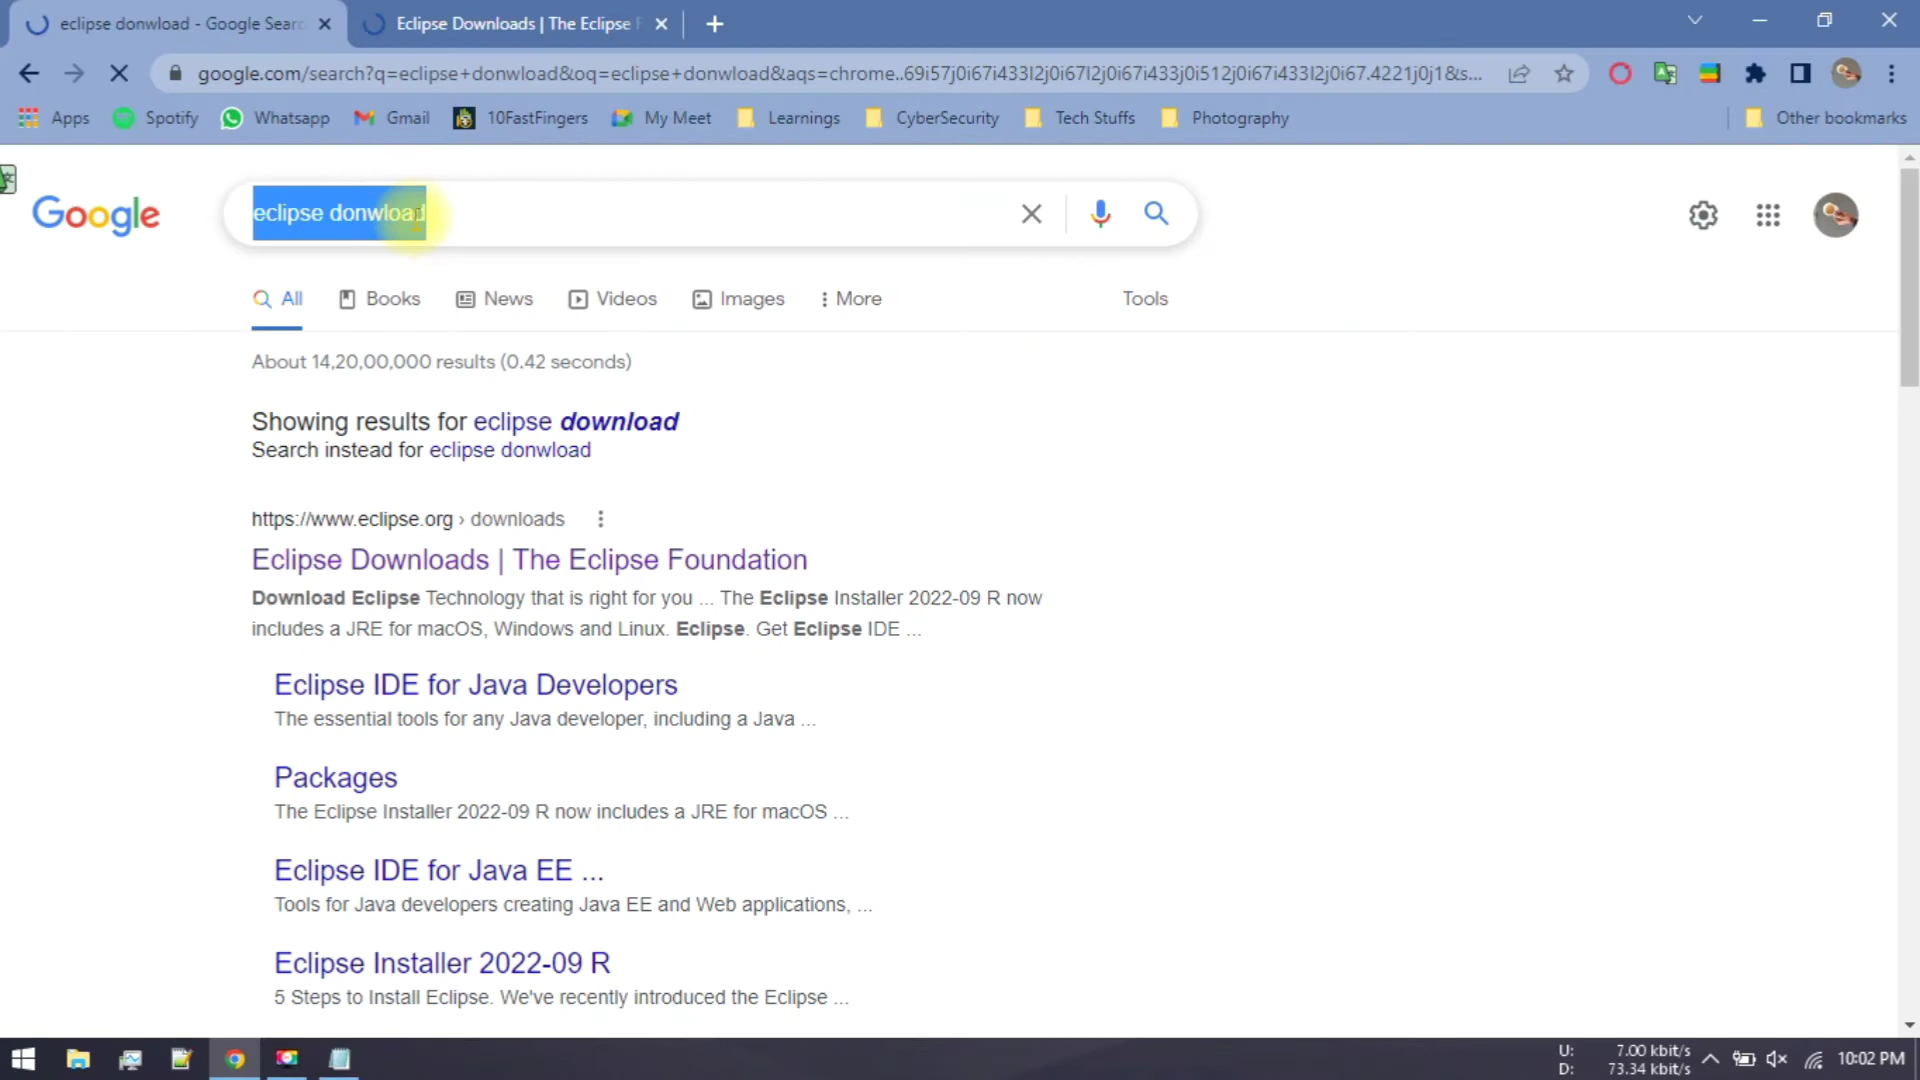 eclipse donwload - Google Searc
Eclipse Downloads | The Eclipse F
google.com/search?q=eclipse+donwload&oq=eclipse+donwload&aqs=chrome..69i57j0i67i433l2j0i67l2j0i67i433j0i512j0i67i433l2j0i67.4221j0j1&s...
Apps Spotify Whatsapp Gmail 10FastFingers My Meet Learnings CyberSecurity Tech Stuffs Photography Other bookmarks
Google
eclipse donwload
All Books News Videos Images More Tools
About 14,20,00,000 results (0.42 seconds)
Showing results for eclipse download
Search instead for eclipse donwload
https://www.eclipse.org › downloads
Eclipse Downloads | The Eclipse Foundation
Download Eclipse Technology that is right for you ... The Eclipse Installer 2022-09 R now
includes a JRE for macOS, Windows and Linux. Eclipse. Get Eclipse IDE ...
Eclipse IDE for Java Developers
The essential tools for any Java developer, including a Java ...
Packages
The Eclipse Installer 2022-09 R now includes a JRE for macOS ...
Eclipse IDE for Java EE ...
Tools for Java developers creating Java EE and Web applications, ...
Eclipse Installer 2022-09 R
5 Steps to Install Eclipse. We've recently introduced the Eclipse ...
U: 7.00 kbit/s
D: 73.34 kbit/s
10:02 PM